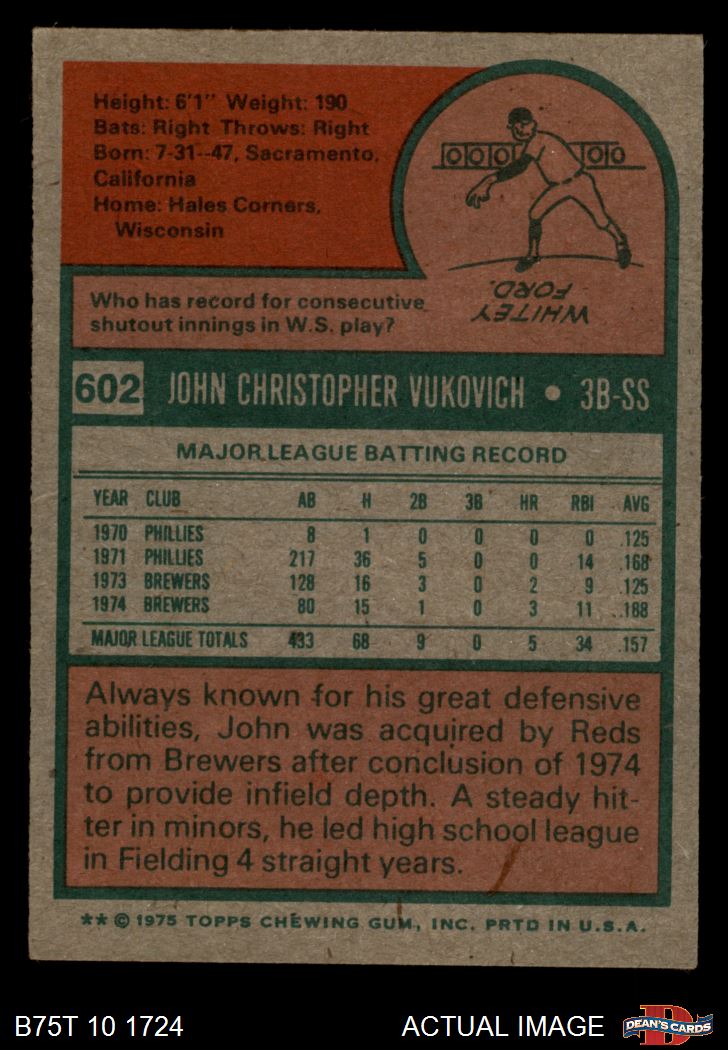 Height: 6'1" Weight: 190
Bats: Right Throws: Right
Born: 7-31--47, Sacramento,
California
Home: Hales Corners,
Wisconsin
Who has record for consecutive
shutout innings in W.S. play?
WHITEY
FORD.
602 JOHN CHRISTOPHER VUKOVICH • 3B-SS
MAJOR LEAGUE BATTING RECORD
YEAR CLUB AB H 2B 3B HR RBI AVG
1970 PHILLIES 8 1 0 0 0 0 .125
1971 PHILLIES 217 36 5 0 0 14 .168
1973 BREWERS 128 16 3 0 2 9 .125
1974 BREWERS 80 15 1 0 3 11 .188
MAJOR LEAGUE TOTALS 433 68 9 0 5 34 .157
Always known for his great defensive
abilities, John was acquired by Reds
from Brewers after conclusion of 1974
to provide infield depth. A steady hit-
ter in minors, he led high school league
in Fielding 4 straight years.
** © 1975 TOPPS CHEWING GUM, INC. PRTD IN U.S.A.
B75T 10 1724 ACTUAL IMAGE DEAN'S CARDS